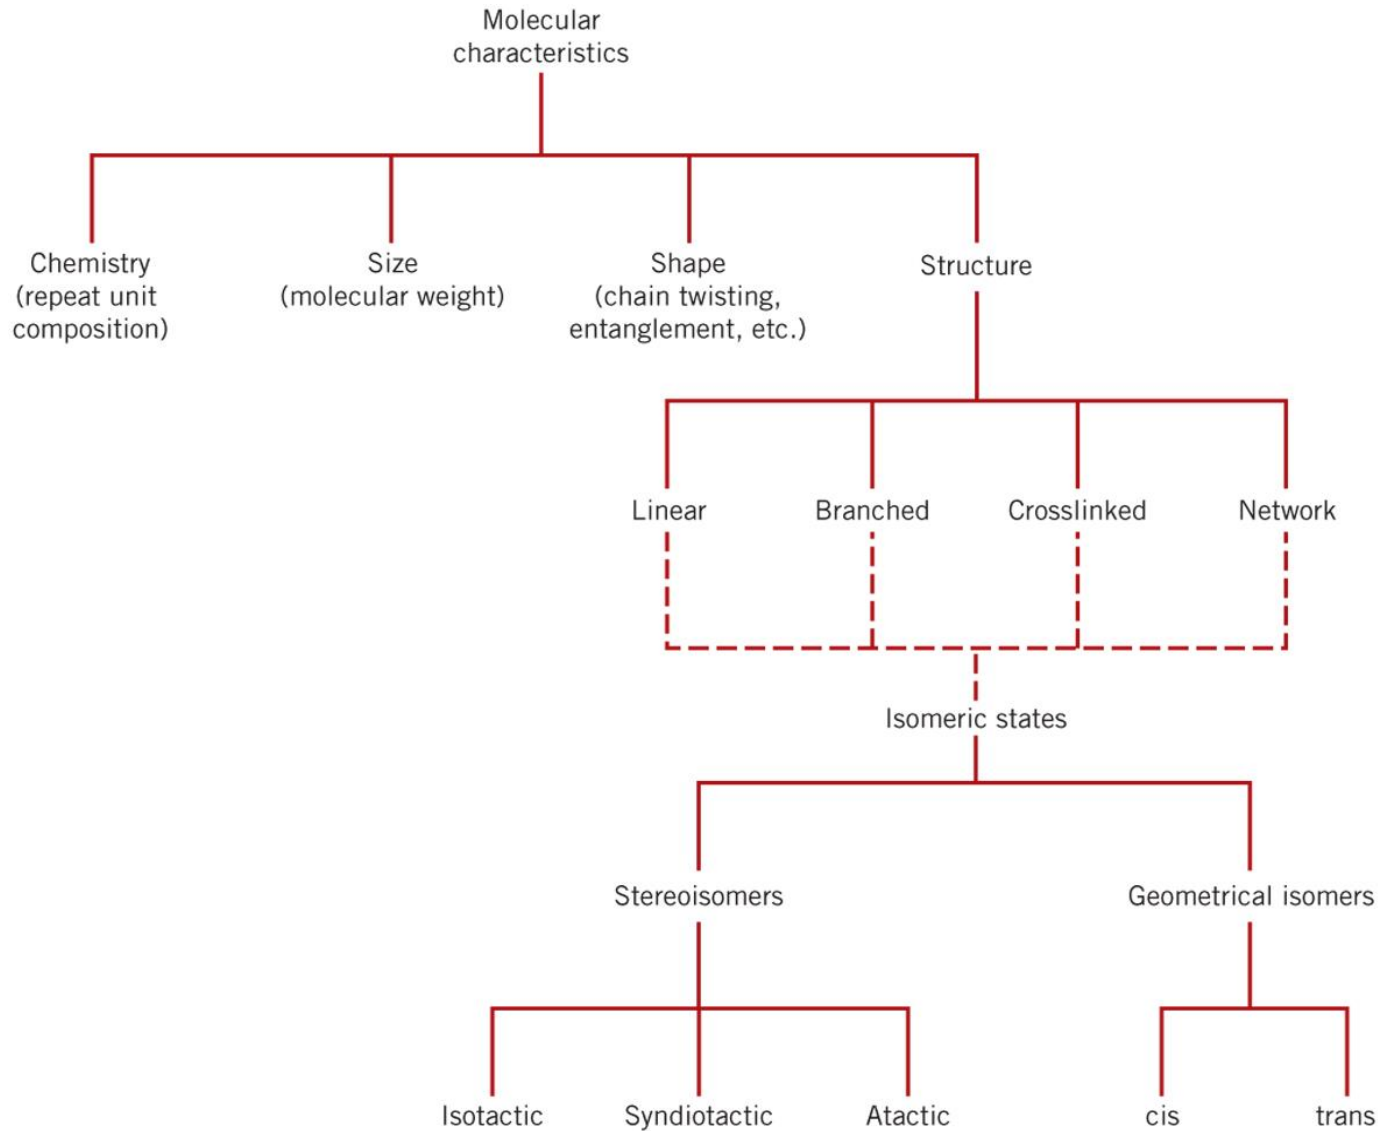 Molecular
characteristics
Chemistry
(repeat unit
composition)
Size
(molecular weight)
Shape
(chain twisting,
entanglement, etc.)
Structure
Linear
Branched
Crosslinked
Network
Isomeric states
Stereoisomers
Geometrical isomers
Isotactic
Syndiotactic
Atactic
cis
trans